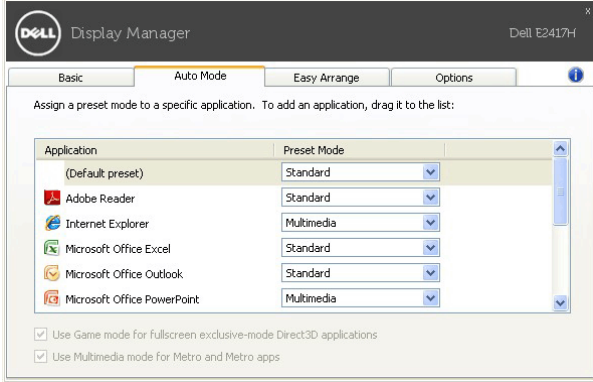 DELL Display Manager Dell E2417H x
Basic Auto Mode Easy Arrange Options i
Assign a preset mode to a specific application. To add an application, drag it to the list:
Application Preset Mode
(Default preset) Standard
Adobe Reader Standard
Internet Explorer Multimedia
Microsoft Office Excel Standard
Microsoft Office Outlook Standard
Microsoft Office PowerPoint Multimedia
Use Game mode for fullscreen exclusive-mode Direct3D applications
Use Multimedia mode for Metro and Metro apps